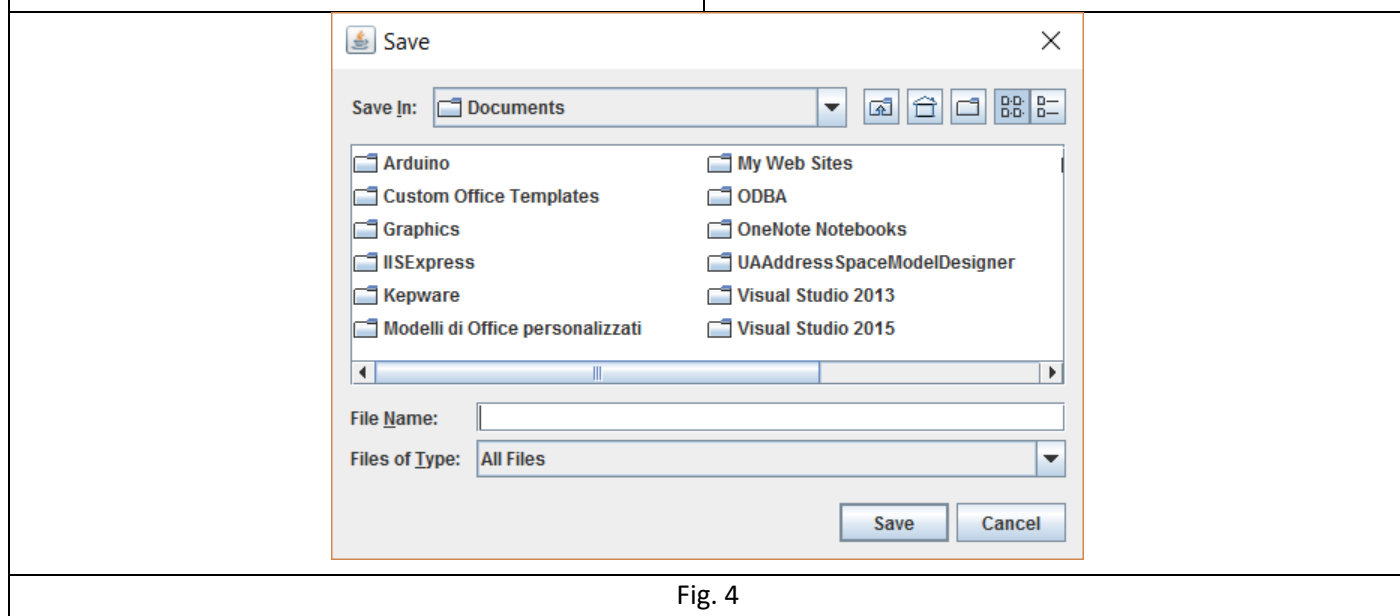 Save
Save In: Documents
Arduino My Web Sites
Custom Office Templates ODBA
Graphics OneNote Notebooks
IISExpress UAAddressSpaceModelDesigner
Kepware Visual Studio 2013
Modelli di Office personalizzati Visual Studio 2015
File Name:
Files of Type: All Files
Save Cancel
Fig. 4